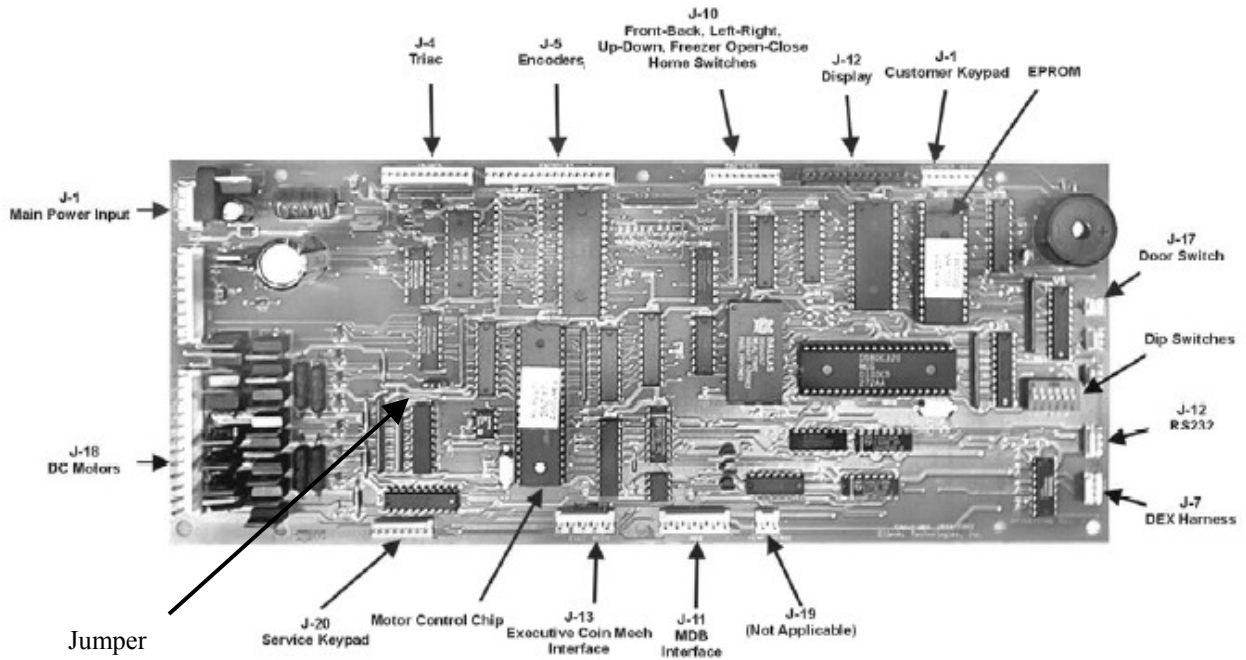 J-10
Front-Back, Left-Right,
Up-Down, Freezer Open-Close
Home Switches
J-4
Triac
J-5
Encoders
J-12
Display
J-1
Customer Keypad
EPROM
J-1
Main Power Input
J-17
Door Switch
Dip Switches
DS80C320
J-12
RS232
J-18
DC Motors
J-7
DEX Harness
Jumper
J-20
Service Keypad
Motor Control Chip
J-13
Executive Coin Mech
Interface
J-11
MDB
Interface
J-19
(Not Applicable)